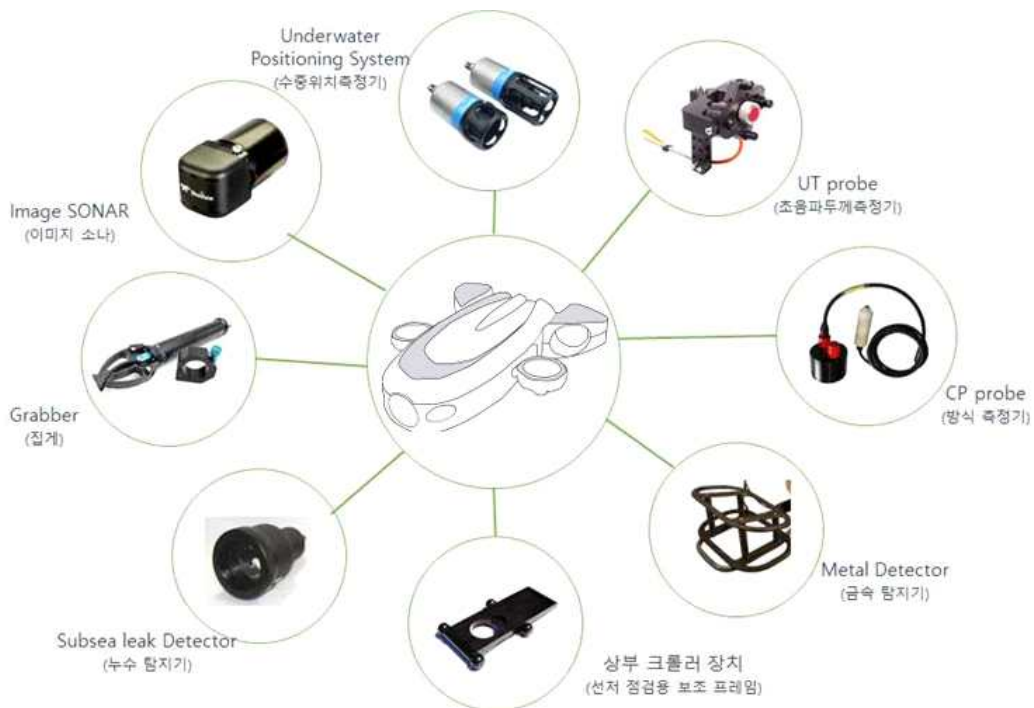 Underwater
Positioning System
(수중위치측정기)
UT probe
(초음파두께측정기)
Image SONAR
(이미지 소나)
CP probe
(방식 측정기)
Grabber
(집게)
Metal Detector
(금속 탐지기)
Subsea leak Detector
(누수 탐지기)
상부 크롤러 장치
(선저 점검용 보조 프레임)